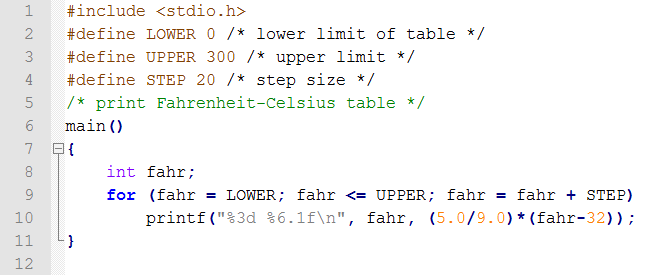 1 #include <stdio.h>
2 #define LOWER 0 /* lower limit of table */
3 #define UPPER 300 /* upper limit */
4 #define STEP 20 /* step size */
5 /* print Fahrenheit-Celsius table */
6 main()
7 {
8 int fahr;
9 for (fahr = LOWER; fahr <= UPPER; fahr = fahr + STEP)
10 printf("%3d %6.1f\n", fahr, (5.0/9.0)*(fahr-32));
11 }
12